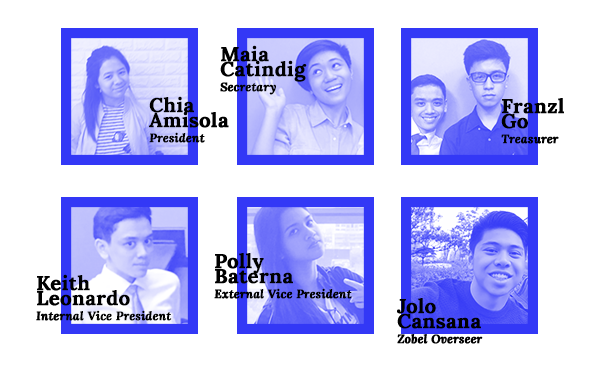 Chia
Amisola
President
Maia
Catindig
Secretary
Franzl
Go
Treasurer
Keith
Leonardo
Internal Vice President
Polly
Baterna
External Vice President
Jolo
Cansana
Zobel Overseer